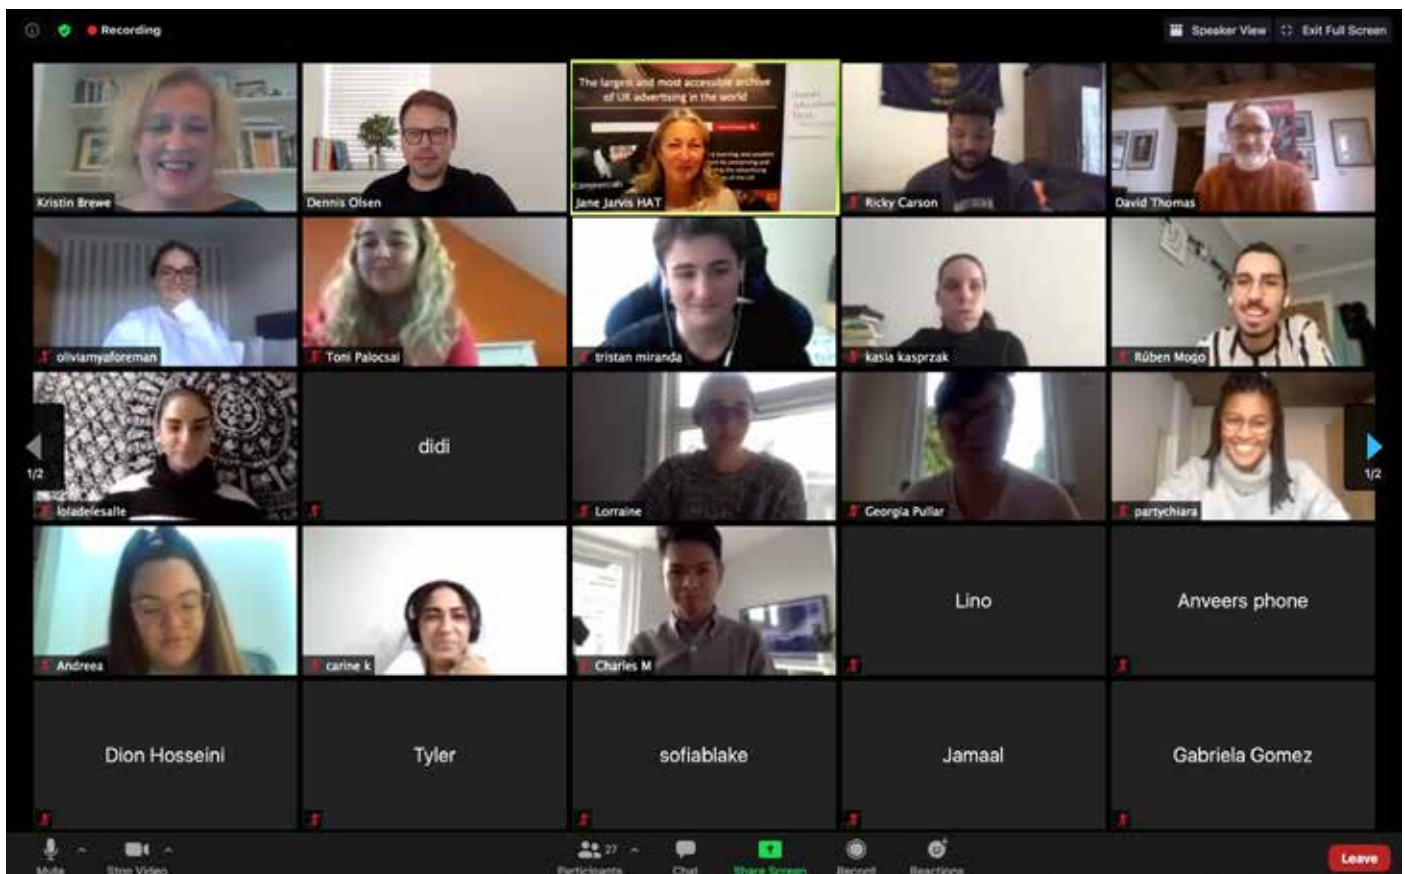 Recording
Speaker View
Exit Full Screen
The largest and most accessible archive
of UK advertising in the world
Kristin Brewe
Dennis Olsen
Commercials
Jane Jarvis HAT
Ricky Carson
David Thomas
oliviamyaforeman
Toni Palocsai
tristan miranda
kasia kasprzak
Rúben Mogo
1/2
loladelesalle
didi
Lorraine
Georgia Pullar
partychiara
1/2
Andreea
carine k
Charles M
Lino
Anveers phone
Dion Hosseini
Tyler
sofiablake
Jamaal
Gabriela Gomez
27
Mute
Stop Video
Participants
Chat
Share Screen
Record
Reactions
Leave